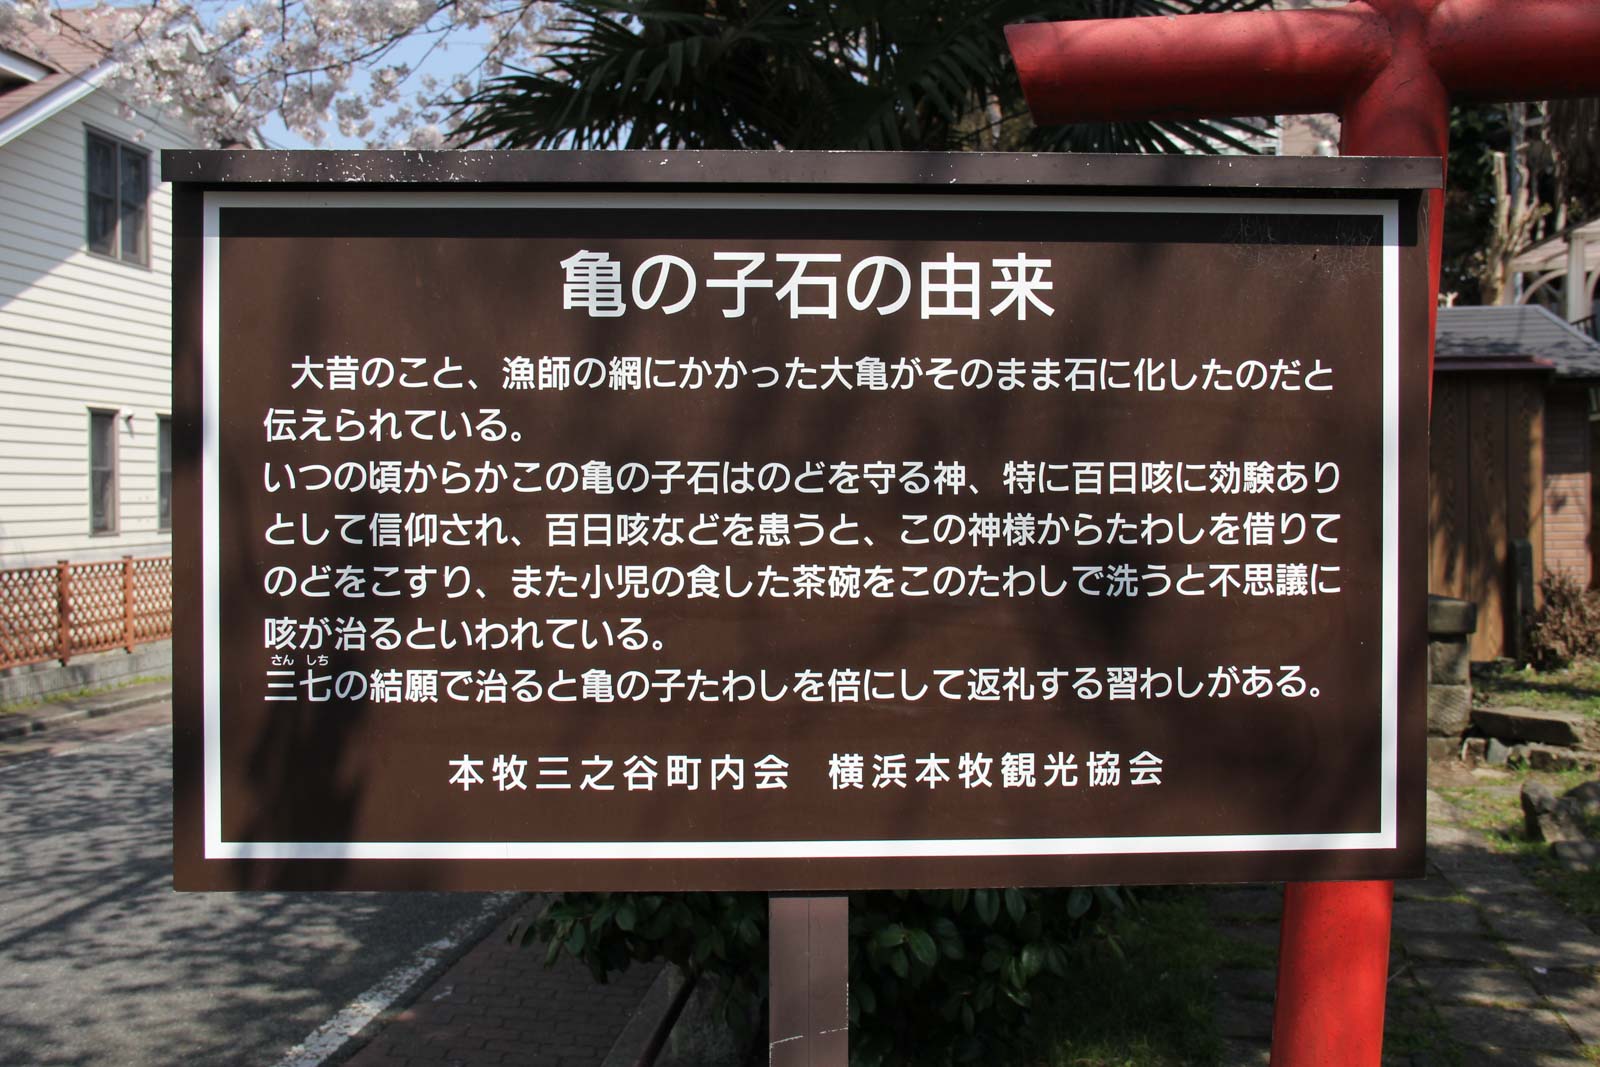 亀の子石の由来
大昔のこと、漁師の網にかかった大亀がそのまま石に化したのだと
伝えられている。
いつの頃からかこの亀の子石はのどを守る神、特に百日咳に効験あり
として信仰され、百日咳などを患うと、この神様からたわしを借りて
のどをこすり、また小児の食した茶碗をこのたわしで洗うと不思議に
咳が治るといわれている。
さん しち
三七の結願で治ると亀の子たわしを倍にして返礼する習わしがある。
本牧三之谷町内会 横浜本牧観光協会